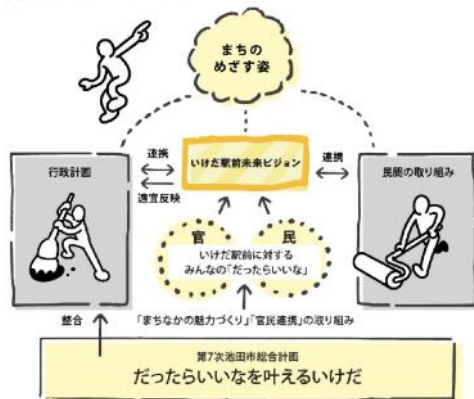 まちの
めざす姿
行政計画
連携
適宜反映
いけだ駅前未来ビジョン
連携
民間の取り組み
官
民
いけだ駅前に対する
みんなの「だったらいいな」
整合
「まちなかの魅力づくり」「官民連携」の取り組み
第7次池田市総合計画
だったらいいなを叶えるいけだ